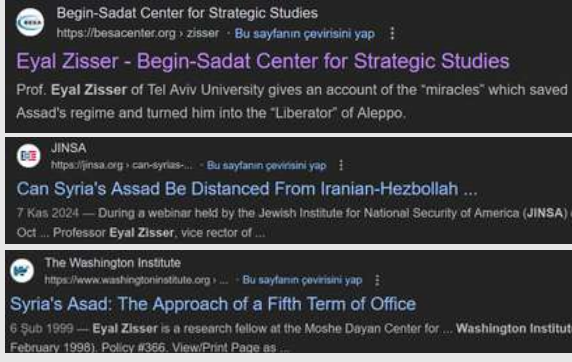 Begin-Sadat Center for Strategic Studies
https://besacenter.org › zisser · Bu sayfanın çevirisini yap
Eyal Zisser - Begin-Sadat Center for Strategic Studies
Prof. Eyal Zisser of Tel Aviv University gives an account of the “miracles” which saved
Assad's regime and turned him into the “Liberator” of Aleppo.
JINSA
https://jinsa.org › can-syrias-... · Bu sayfanın çevirisini yap
Can Syria's Assad Be Distanced From Iranian-Hezbollah ...
7 Kas 2024 — During a webinar held by the Jewish Institute for National Security of America (JINSA)
Oct ... Professor Eyal Zisser, vice rector of ...
The Washington Institute
https://www.washingtoninstitute.org › ... · Bu sayfanın çevirisini yap
Syria's Asad: The Approach of a Fifth Term of Office
6 Şub 1999 — Eyal Zisser is a research fellow at the Moshe Dayan Center for ... Washington Institute
February 1998). Policy #366. View/Print Page as ...